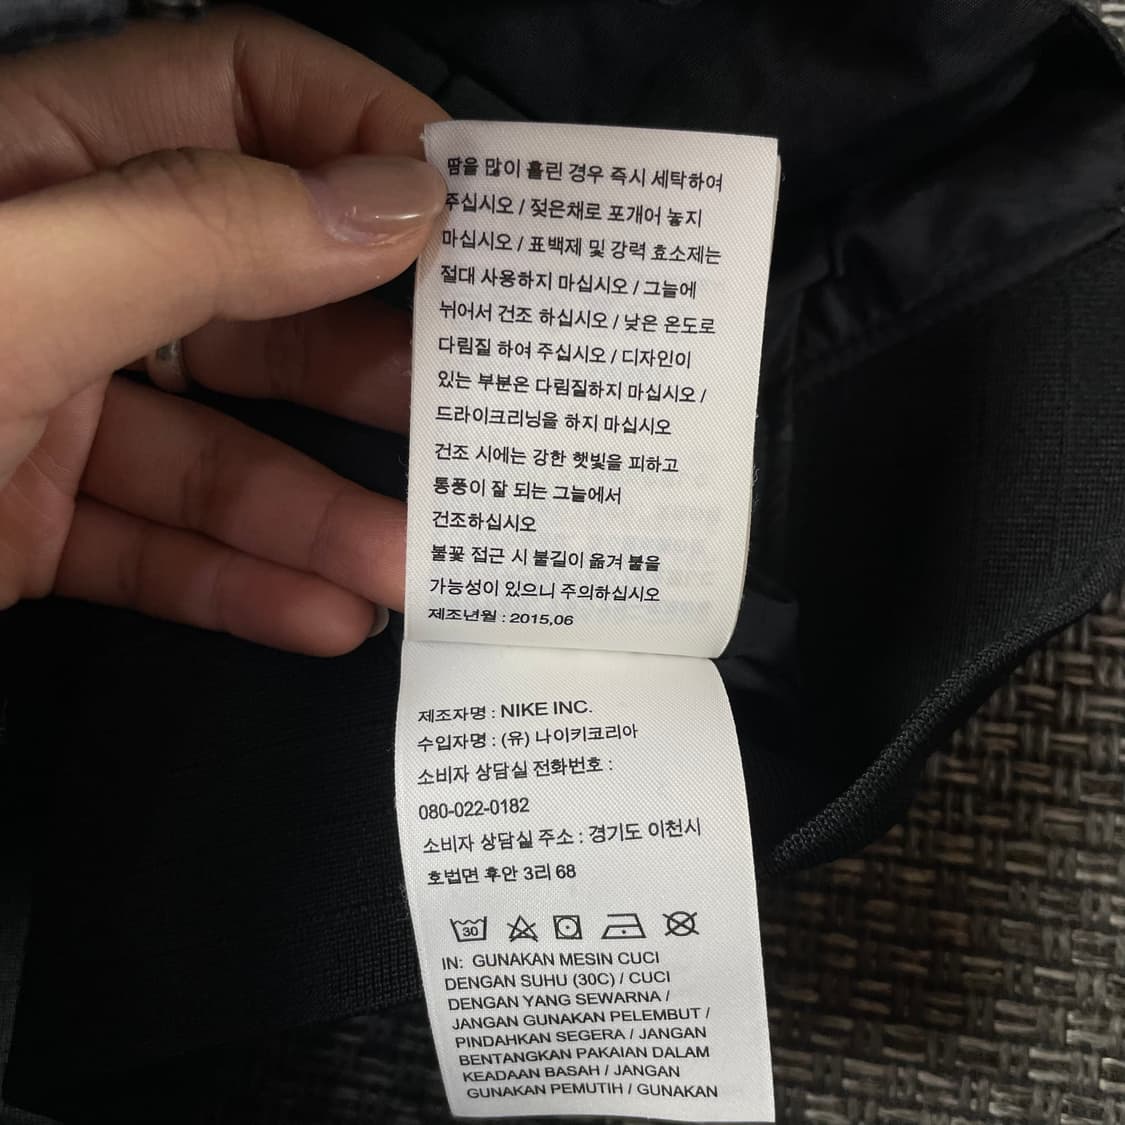 땀을 많이 흘린 경우 즉시 세탁하여
주십시오 / 젖은채로 포개어 놓지
마십시오 / 표백제 및 강력 효소제는
절대 사용하지 마십시오 / 그늘에
뉘어서 건조 하십시오 / 낮은 온도로
다림질 하여 주십시오 / 디자인이
있는 부분은 다림질하지 마십시오 /
드라이크리닝을 하지 마십시오
건조 시에는 강한 햇빛을 피하고
통풍이 잘 되는 그늘에서
건조하십시오
불꽃 접근 시 불길이 옮겨 붙을
가능성이 있으니 주의하십시오
제조년월 : 2015,06
제조자명 : NIKE INC.
수입자명 : (유) 나이키코리아
소비자 상담실 전화번호 :
080-022-0182
소비자 상담실 주소 : 경기도 이천시
호법면 후안 3리 68
30
IN: GUNAKAN MESIN CUCI
DENGAN SUHU (30C) / CUCI
DENGAN YANG SEWARNA /
JANGAN GUNAKAN PELEMBUT /
PINDAHKAN SEGERA / JANGAN
BENTANGKAN PAKAIAN DALAM
KEADAAN BASAH / JANGAN
GUNAKAN PEMUTIH / GUNAKAN